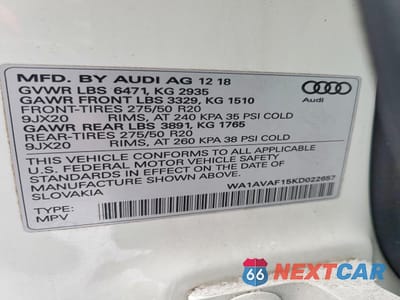 MFD. BY AUDI AG 12 18
GVWR LBS 6471, KG 2935
GAWR FRONT LBS 3329, KG 1510
FRONT-TIRES 275/50 R20
9JX20 RIMS, AT 240 KPA 35 PSI COLD
GAWR REAR LBS 3891, KG 1765
REAR-TIRES 275/50 R20
9JX20 RIMS, AT 260 KPA 38 PSI COLD
Audi
THIS VEHICLE CONFORMS TO ALL APPLICABLE
U.S. FEDERAL MOTOR VEHICLE SAFETY
STANDARDS IN EFFECT ON THE DATE OF
MANUFACTURE SHOWN ABOVE.
SLOVAKIA
WA1AVAF15KD022657
TYPE:
MPV
66 NEXTCAR